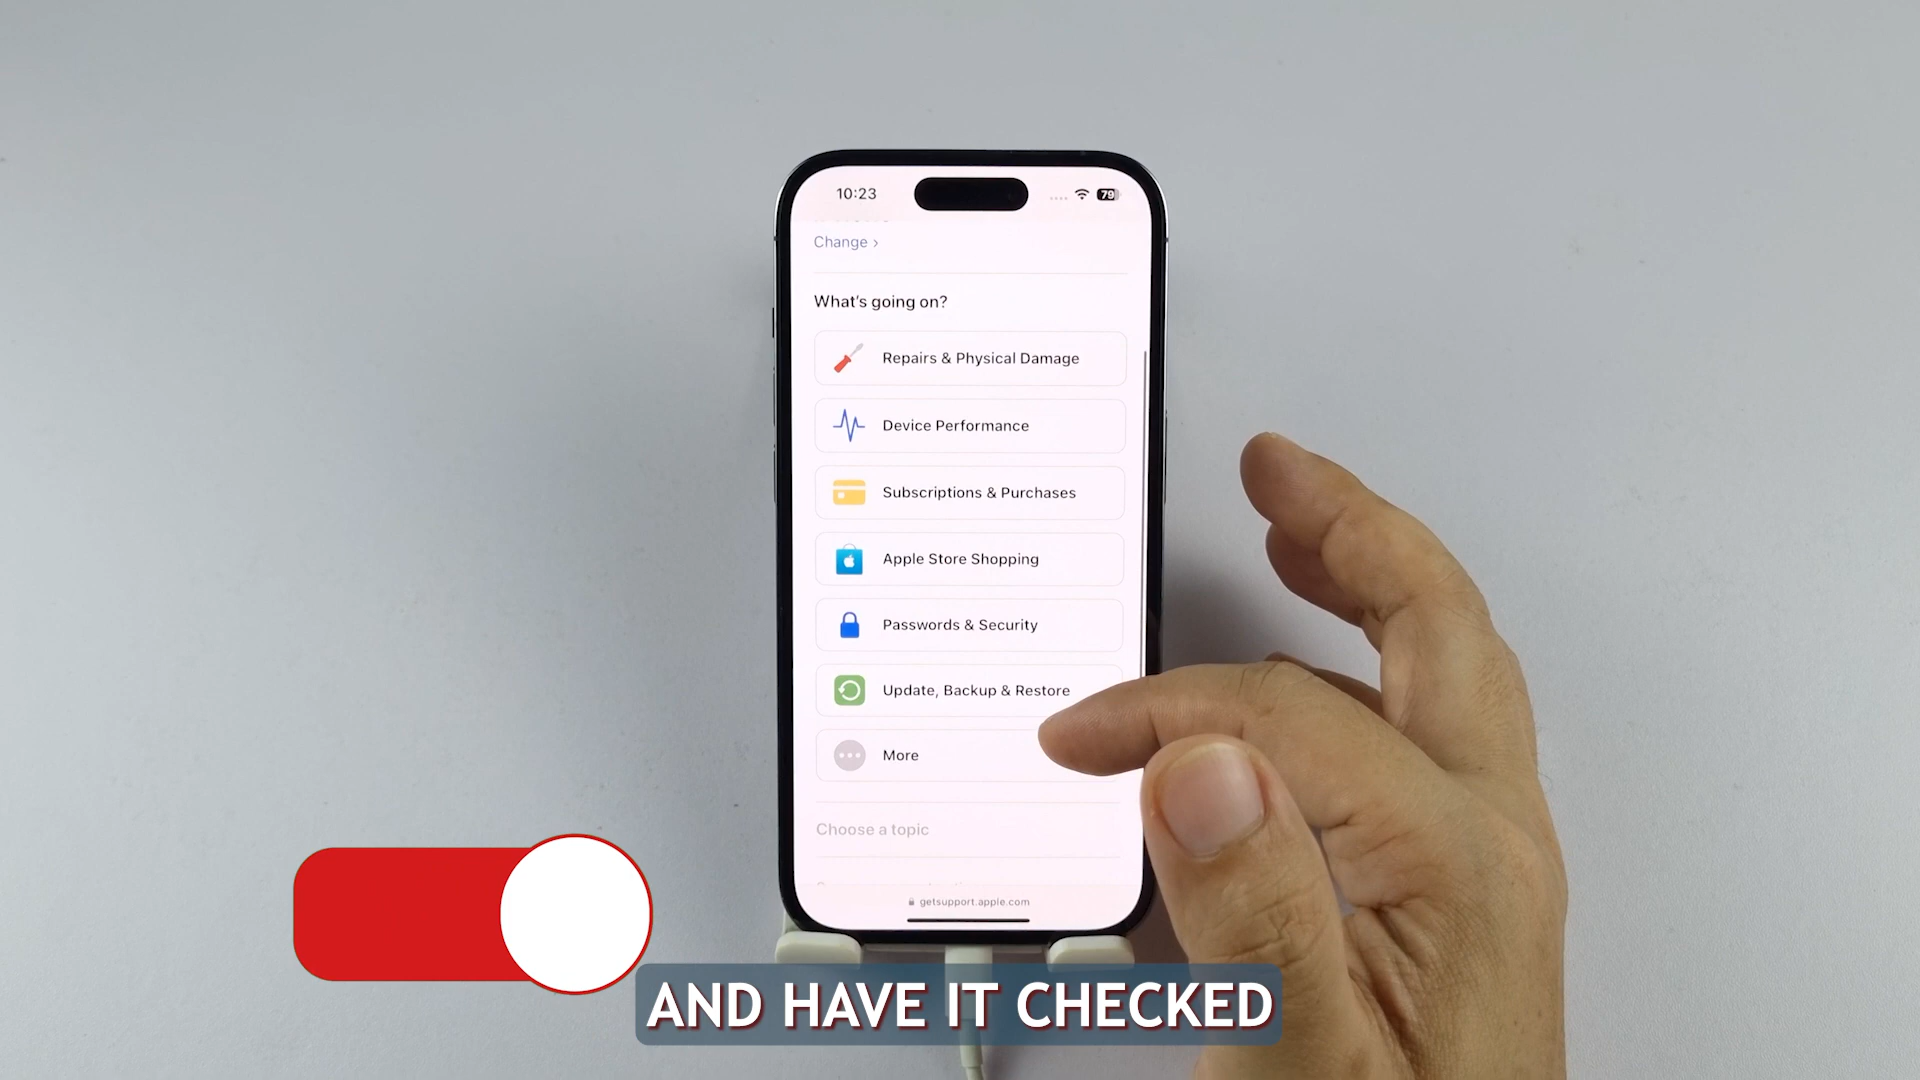 10:23
79
Change ›
What's going on?
Repairs & Physical Damage
Device Performance
Subscriptions & Purchases
Apple Store Shopping
Passwords & Security
Update, Backup & Restore
More
Choose a topic
getsupport.apple.com
AND HAVE IT CHECKED